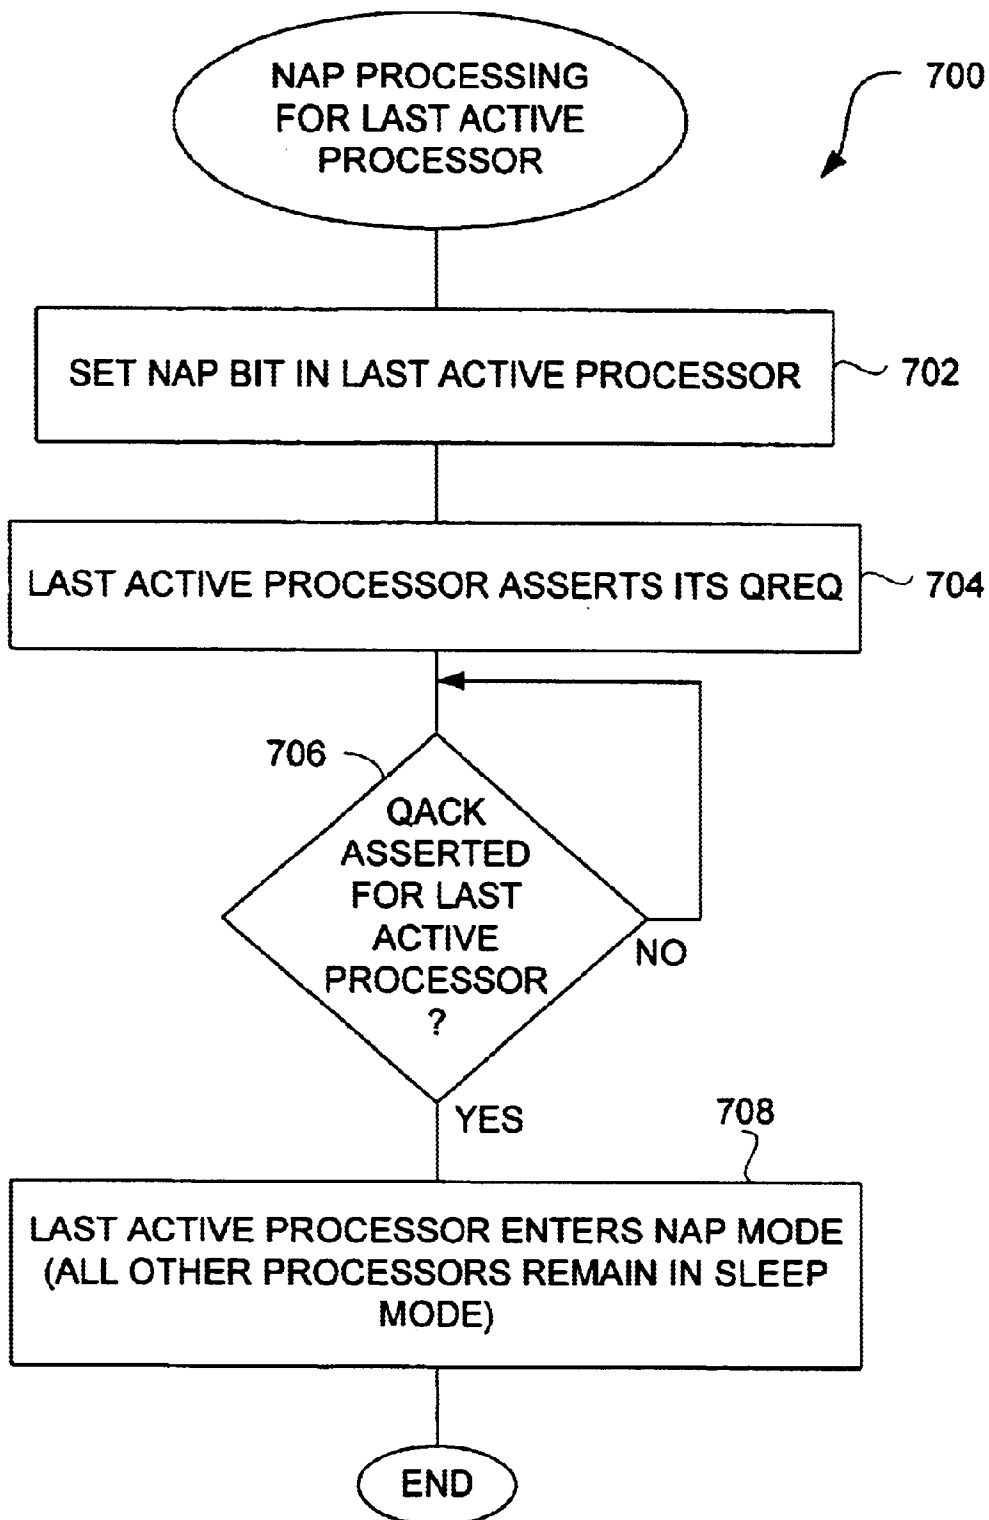 NAP PROCESSING
FOR LAST ACTIVE
PROCESSOR
700
SET NAP BIT IN LAST ACTIVE PROCESSOR
702
LAST ACTIVE PROCESSOR ASSERTS ITS QREQ
704
706
QACK
ASSERTED
FOR LAST
ACTIVE
PROCESSOR
?
NO
YES
708
LAST ACTIVE PROCESSOR ENTERS NAP MODE
(ALL OTHER PROCESSORS REMAIN IN SLEEP
MODE)
END